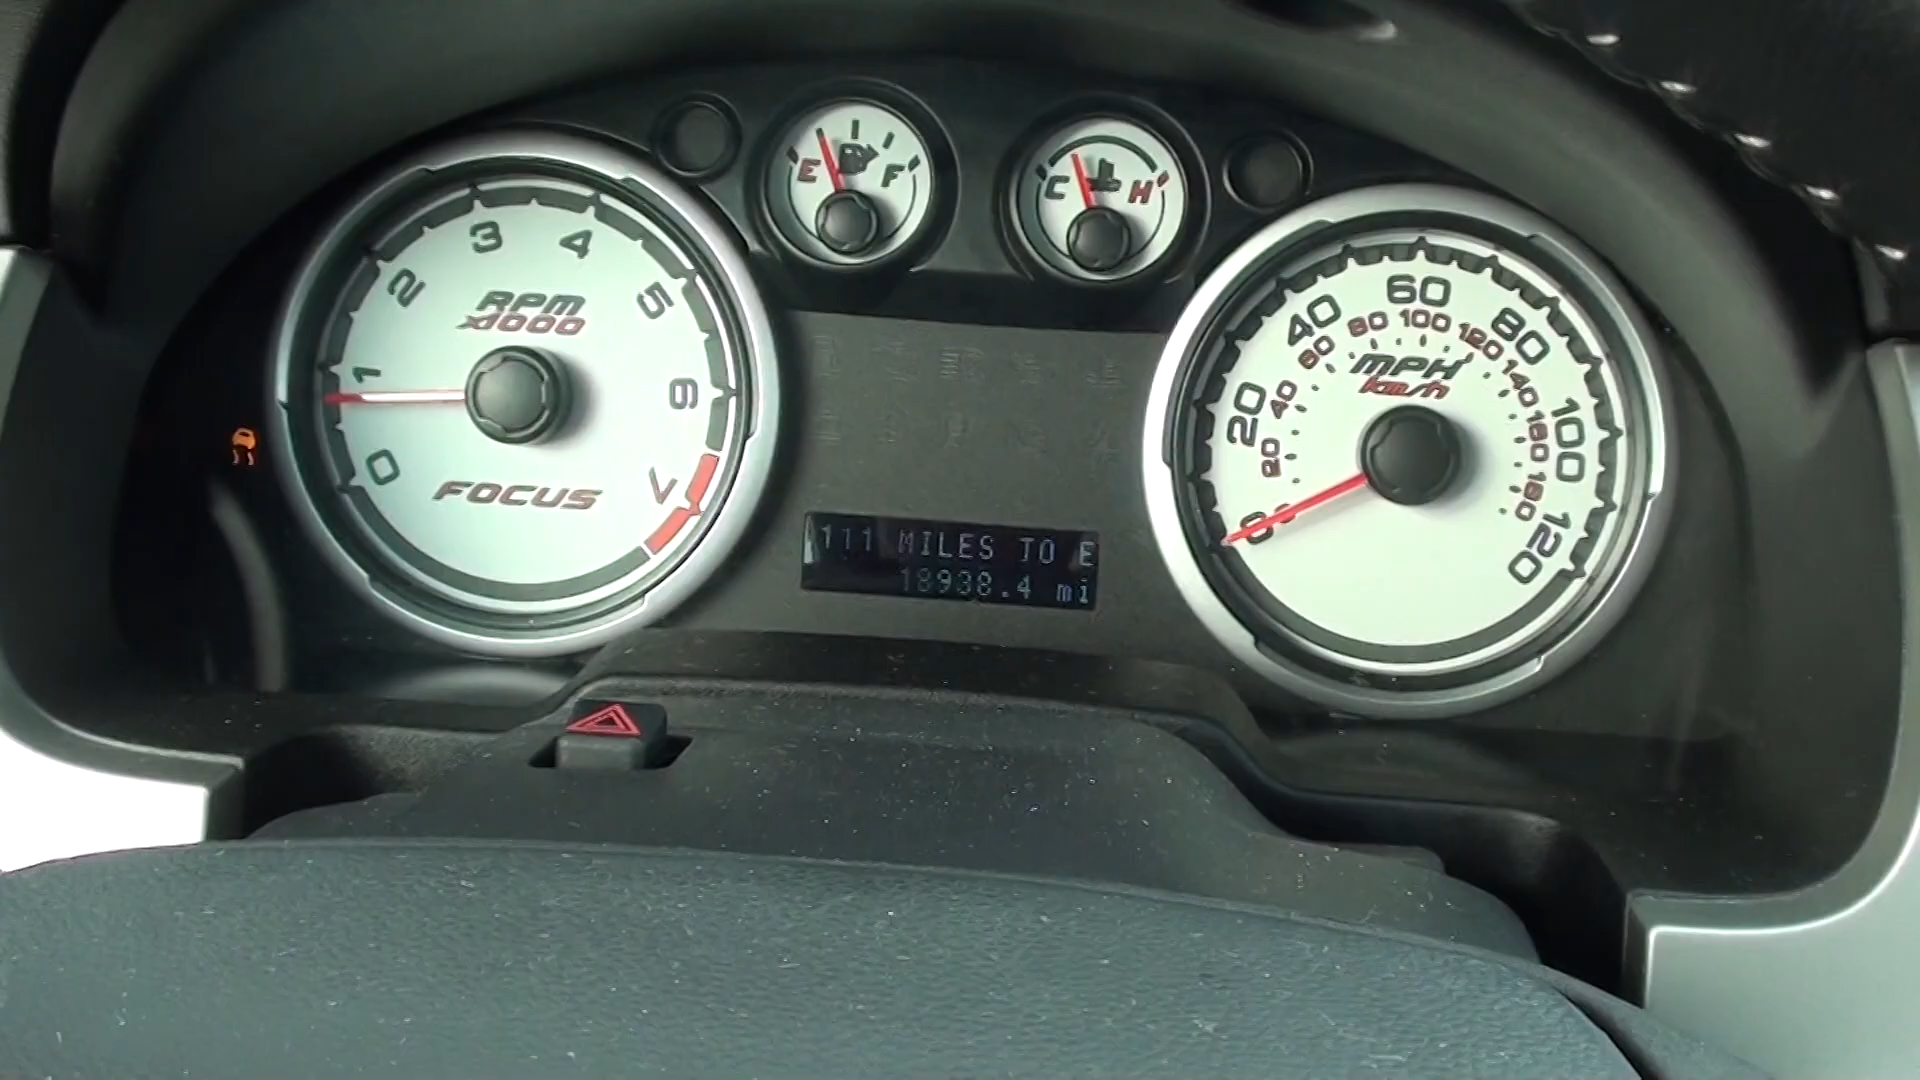 E F
C H
0 1 2 3 4 5 6 7
RPM
x1000
FOCUS
0 20 40 60 80 100 120
20 40 60 80 100 120 140 160 180
MPH
km/h
111 MILES TO E
18938.4 mi